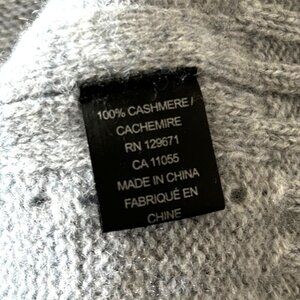 100% CASHMERE /
CACHEMIRE
RN 129671
CA 11055
MADE IN CHINA
FABRIQUÉ EN
CHINE